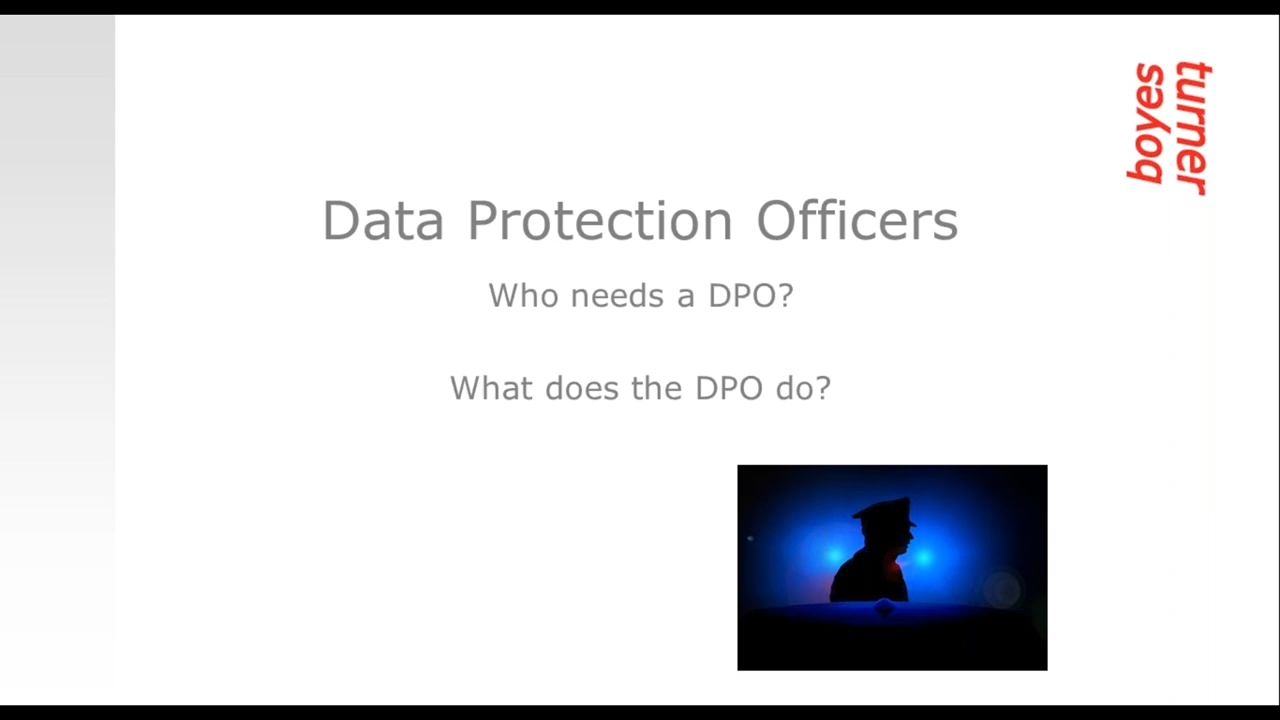 boyes
turner
Data Protection Officers
Who needs a DPO?
What does the DPO do?